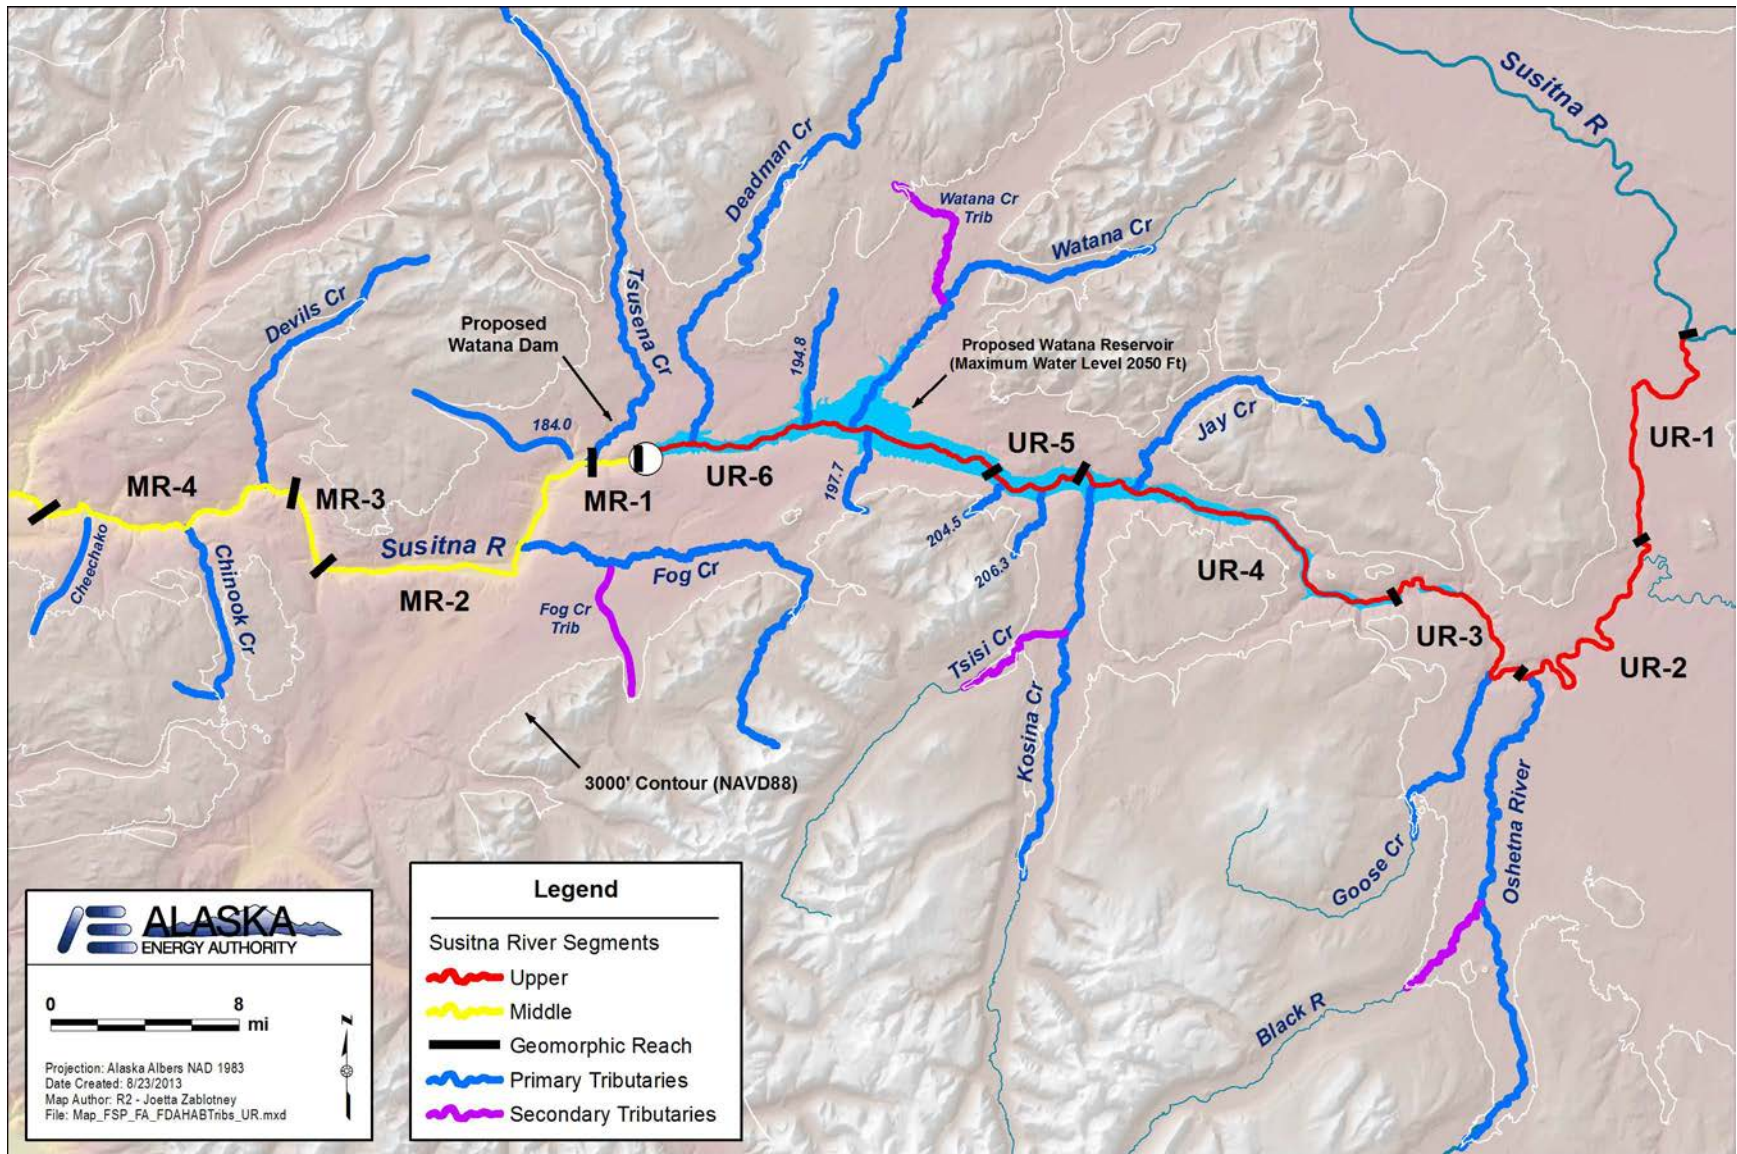 Susitna R
Deadman Cr
Watana Cr
Trib
Watana Cr
Devils Cr
Tsusena Cr
Proposed
Watana Dam
194.8
Proposed Watana Reservoir
(Maximum Water Level 2050 Ft)
184.0
Jay Cr
UR-5
UR-1
UR-6
MR-4
MR-3
MR-1
197.7
204.5
206.3
Susitna R
Cheechako
Chinook Cr
MR-2
Fog Cr
Fog Cr
Trib
UR-4
UR-3
UR-2
Tsisi Cr
Kosina Cr
3000' Contour (NAVD88)
Goose Cr
Oshetna River
Black R
ALASKA
ENERGY AUTHORITY
0 8
mi
N
Projection: Alaska Albers NAD 1983
Date Created: 8/23/2013
Map Author: R2 - Joetta Zablotney
File: Map_FSP_FA_FDAHABTribs_UR.mxd
Legend
Susitna River Segments
Upper
Middle
Geomorphic Reach
Primary Tributaries
Secondary Tributaries